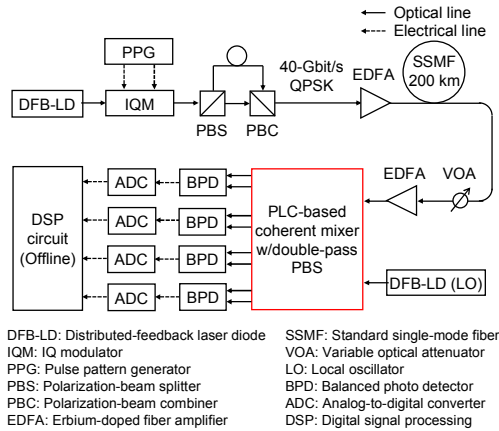 Optical line
Electrical line
PPG
DFB-LD
IQM
PBS
PBC
40-Gbit/s
QPSK
EDFA
SSMF
200 km
EDFA
VOA
DSP
circuit
(Offline)
ADC
BPD
ADC
BPD
ADC
BPD
ADC
BPD
PLC-based
coherent mixer
w/double-pass
PBS
DFB-LD (LO)
DFB-LD: Distributed-feedback laser diode
IQM: IQ modulator
PPG: Pulse pattern generator
PBS: Polarization-beam splitter
PBC: Polarization-beam combiner
EDFA: Erbium-doped fiber amplifier
SSMF: Standard single-mode fiber
VOA: Variable optical attenuator
LO: Local oscillator
BPD: Balanced photo detector
ADC: Analog-to-digital converter
DSP: Digital signal processing